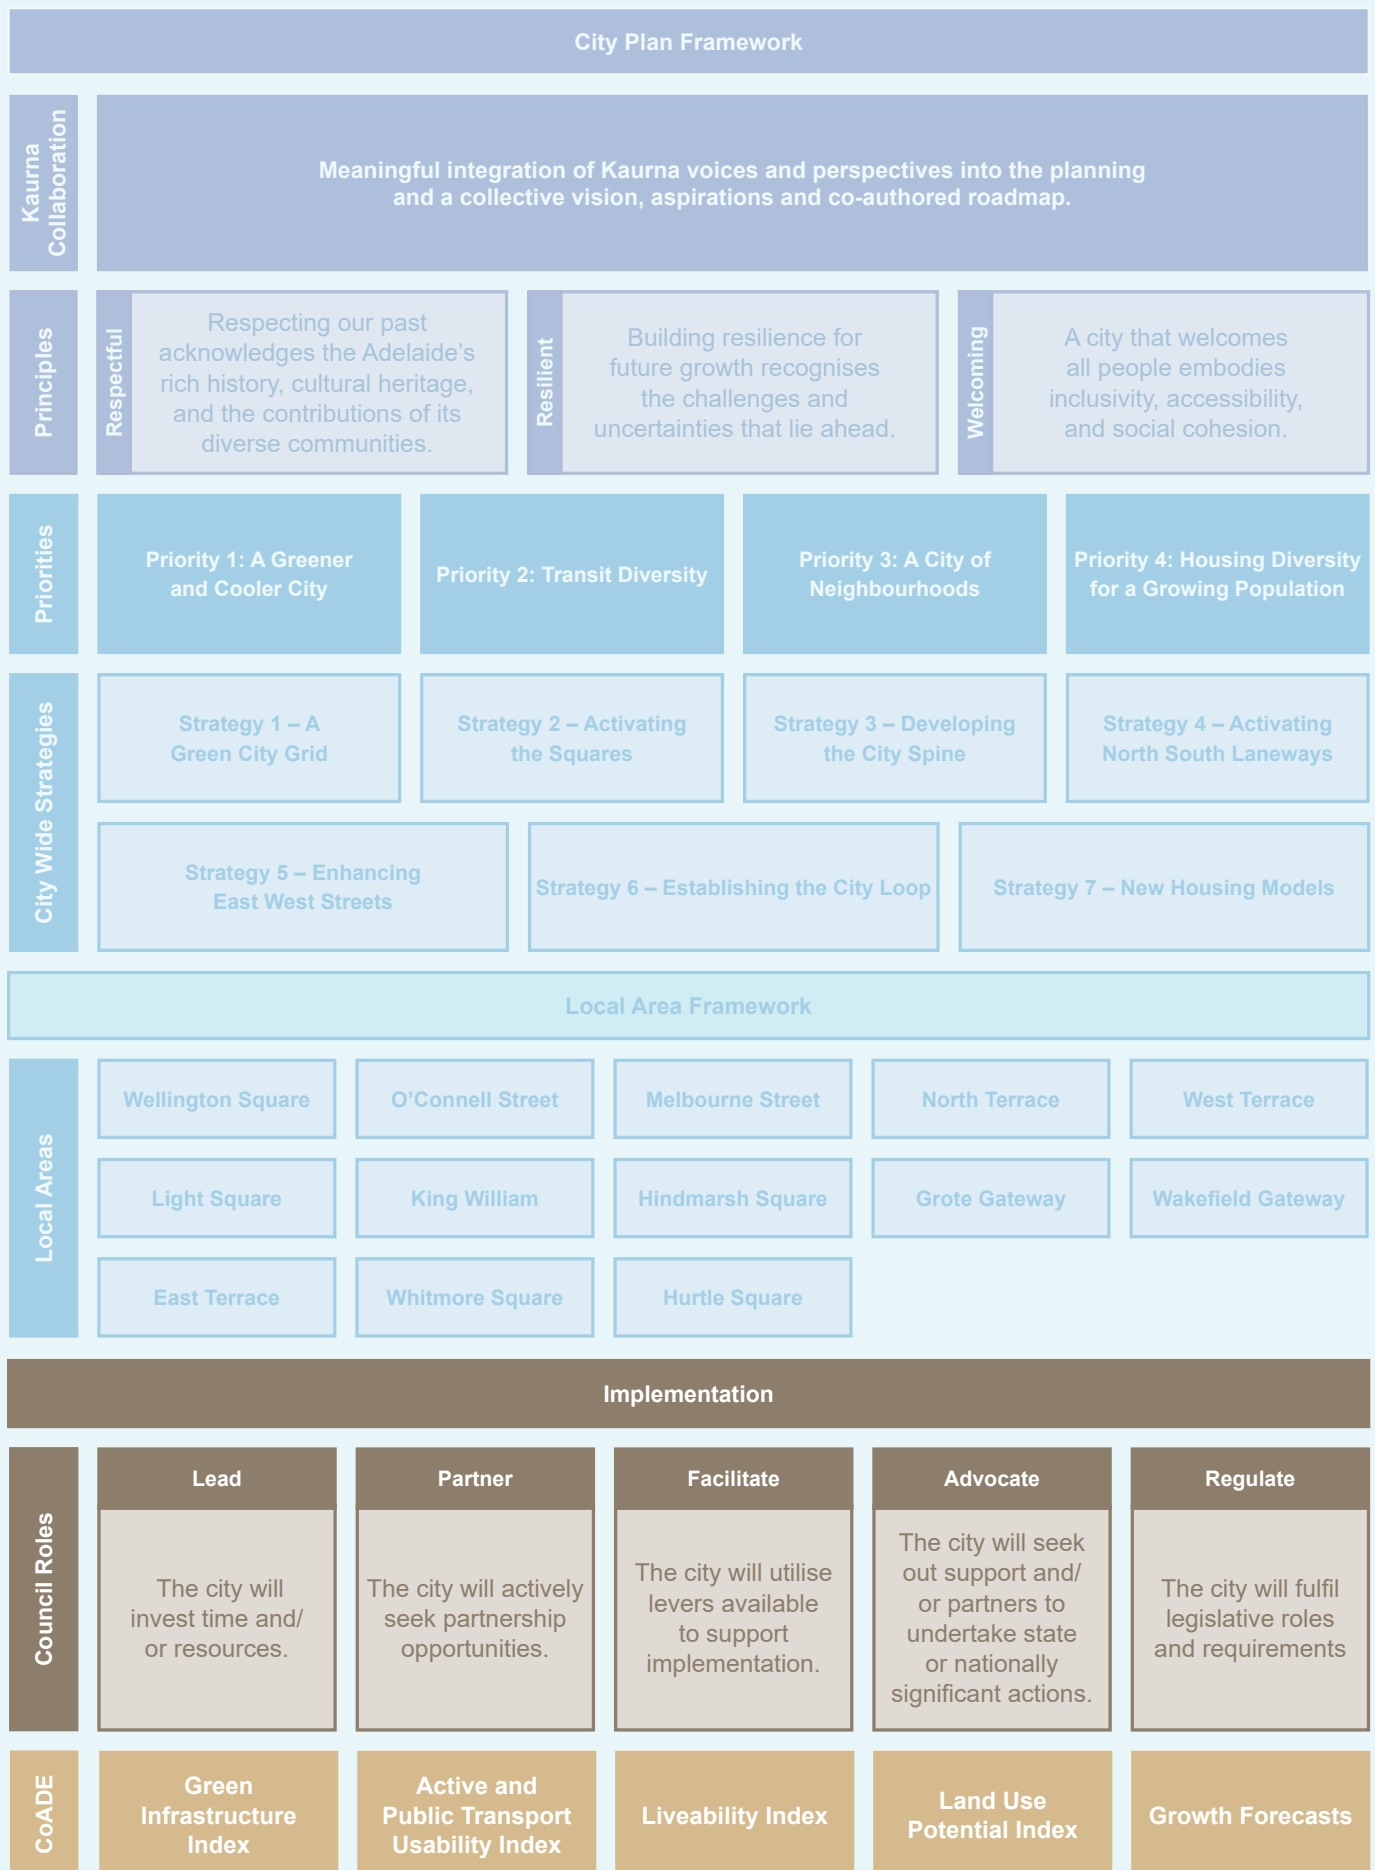 City Plan Framework
Kaurna
Collaboration
Meaningful integration of Kaurna voices and perspectives into the planning
and a collective vision, aspirations and co-authored roadmap.
Principles
Respectful
Respecting our past
acknowledges the Adelaide’s
rich history, cultural heritage,
and the contributions of its
diverse communities.
Resilient
Building resilience for
future growth recognises
the challenges and
uncertainties that lie ahead.
Welcoming
A city that welcomes
all people embodies
inclusivity, accessibility,
and social cohesion.
Priorities
Priority 1: A Greener
and Cooler City
Priority 2: Transit Diversity
Priority 3: A City of
Neighbourhoods
Priority 4: Housing Diversity
for a Growing Population
City Wide Strategies
Strategy 1 – A
Green City Grid
Strategy 2 – Activating
the Squares
Strategy 3 – Developing
the City Spine
Strategy 4 – Activating
North South Laneways
Strategy 5 – Enhancing
East West Streets
Strategy 6 – Establishing the City Loop
Strategy 7 – New Housing Models
Local Area Framework
Local Areas
Wellington Square
O’Connell Street
Melbourne Street
North Terrace
West Terrace
Light Square
King William
Hindmarsh Square
Grote Gateway
Wakefield Gateway
East Terrace
Whitmore Square
Hurtle Square
Implementation
Council Roles
Lead
The city will
invest time and/
or resources.
Partner
The city will actively
seek partnership
opportunities.
Facilitate
The city will utilise
levers available
to support
implementation.
Advocate
The city will seek
out support and/
or partners to
undertake state
or nationally
significant actions.
Regulate
The city will fulfil
legislative roles
and requirements
CoADE
Green
Infrastructure
Index
Active and
Public Transport
Usability Index
Liveability Index
Land Use
Potential Index
Growth Forecasts